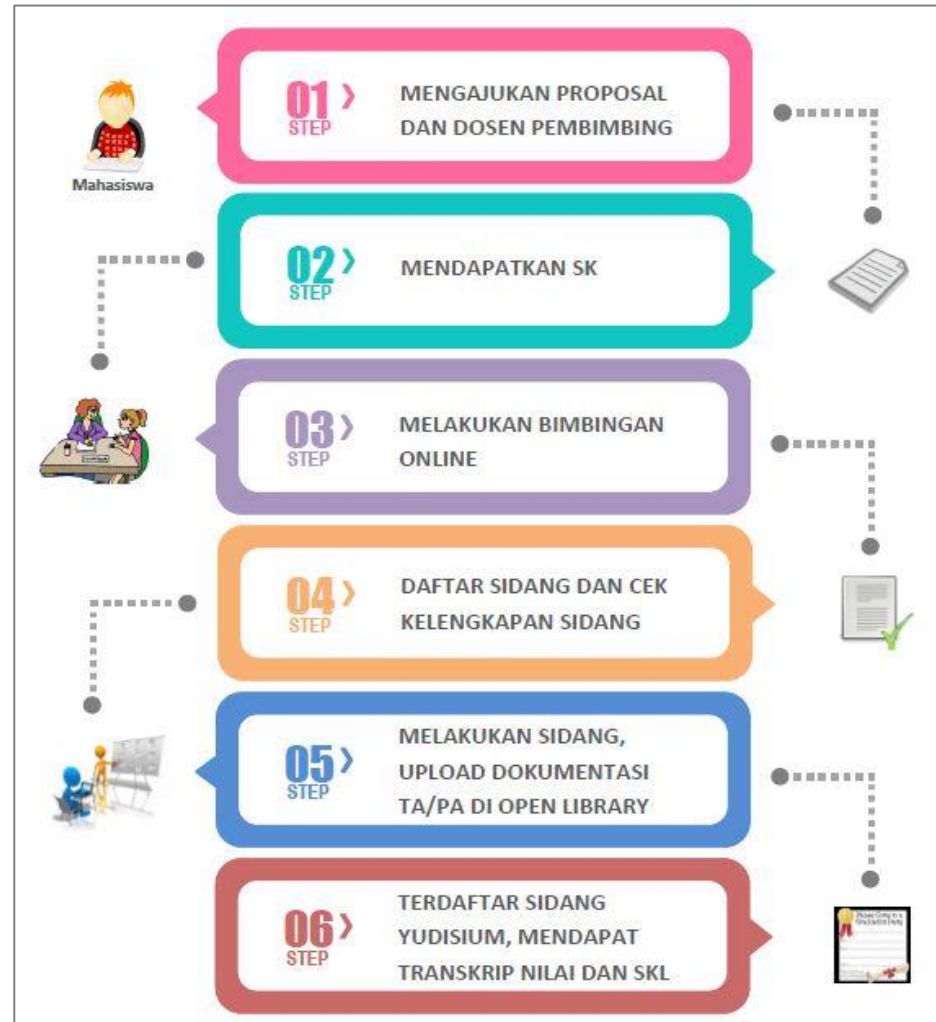 01
STEP
MENGAJUKAN PROPOSAL
DAN DOSEN PEMBIMBING
Mahasiswa
02
STEP
MENDAPATKAN SK
03
STEP
MELAKUKAN BIMBINGAN
ONLINE
04
STEP
DAFTAR SIDANG DAN CEK
KELENGKAPAN SIDANG
05
STEP
MELAKUKAN SIDANG,
UPLOAD DOKUMENTASI
TA/PA DI OPEN LIBRARY
06
STEP
TERDAFTAR SIDANG
YUDISIUM, MENDAPAT
TRANSKRIP NILAI DAN SKL